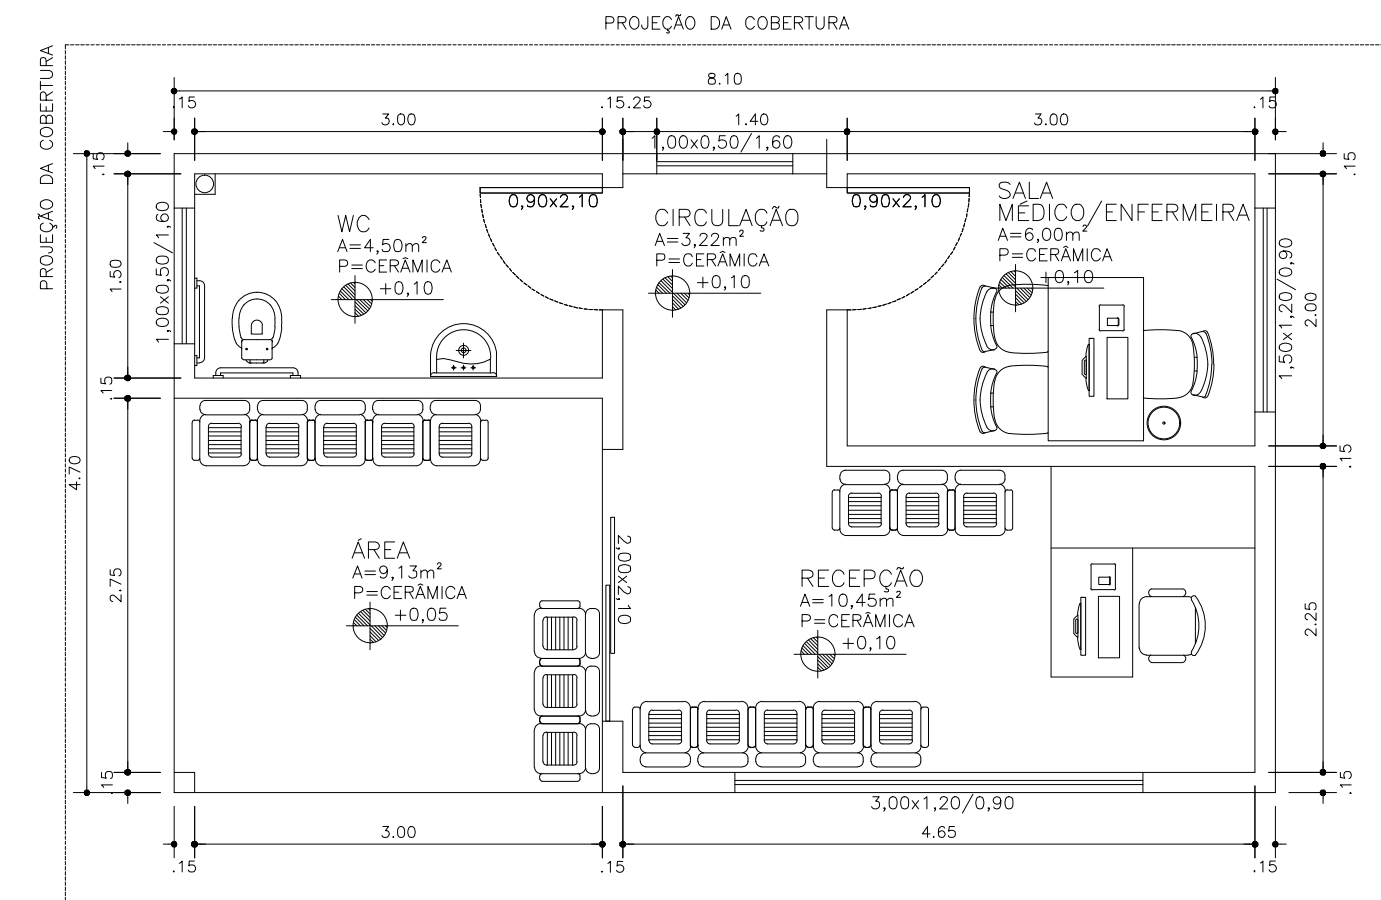 PROJEÇÃO DA COBERTURA
PROJEÇÃO DA COBERTURA
8.10
.15
.15.25
.15
3.00
1.40
3.00
1,00x0,50/1,60
.15
.15
0,90x2,10
0,90x2,10
SALA
MÉDICO/ENFERMEIRA
A=6,00m²
P=CERÂMICA
+0,10
WC
A=4,50m²
P=CERÂMICA
+0,10
CIRCULAÇÃO
A=3,22m²
P=CERÂMICA
+0,10
1.50
1,00x0,50/1,60
1,50x1,20/0,90
2.00
.15
.15
4.70
2.75
ÁREA
A=9,13m²
P=CERÂMICA
+0,05
2,00x2,10
RECEPÇÃO
A=10,45m²
P=CERÂMICA
+0,10
2.25
.15
.15
3,00x1,20/0,90
3.00
4.65
.15
.15
.15